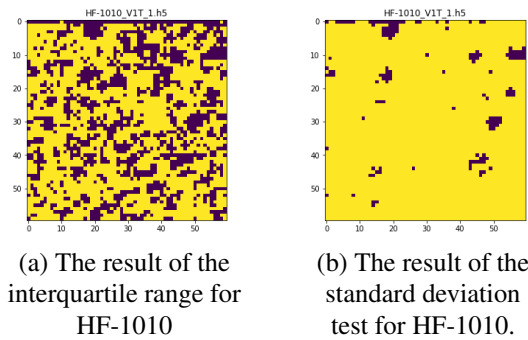 HF-1010_V1T_1.h5
0
10
20
30
40
50
0 10 20 30 40 50
(a) The result of the
interquartile range for
HF-1010
HF-1010_V1T_1.h5
0
10
20
30
40
50
0 10 20 30 40 50
(b) The result of the
standard deviation
test for HF-1010.